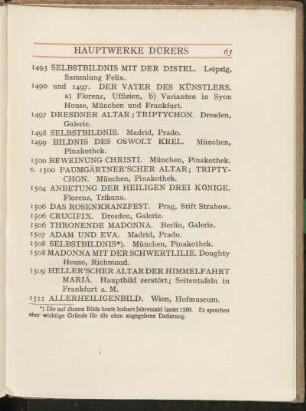 HAUPTWERKE DÜRERS 63
1493 SELBSTBILDNIS MIT DER DISTEL. Leipzig,
Sammlung Felix.
1490 und 1497. DER VATER DES KÜNSTLERS.
a) Florenz, Uffizien, b) Varianten in Syon
House, München und Frankfurt.
1497 DRESDNER ALTAR; TRIPTYCHON. Dresden,
Galerie.
1498 SELBSTBILDNIS. Madrid, Prado.
1499 BILDNIS DES OSWOLT KREL. München,
Pinakothek.
1500 BEWEINUNG CHRISTI. München, Pinakothek.
c. 1500 PAUMGÄRTNER'SCHER ALTAR; TRIPTY-
CHON. München, Pinakothek.
1504 ANBETUNG DER HEILIGEN DREI KÖNIGE.
Florenz, Tribuna.
1506 DAS ROSENKRANZFEST. Prag, Stift Strahow.
1506 CRUCIFIX. Dresden, Galerie.
1506 THRONENDE MADONNA. Berlin, Galerie.
1507 ADAM UND EVA. Madrid, Prado.
1508 SELBSTBILDNIS*). München, Pinakothek.
1508 MADONNA MIT DER SCHWERTLILIE. Doughty
House, Richmond.
1509 HELLER'SCHER ALTAR DER HIMMELFAHRT
MARIÄ. Hauptbild zerstört; Seitentafeln in
Frankfurt a. M.
1511 ALLERHEILIGENBILD. Wien, Hofmuseum.
*) Die auf diesem Bilde heute lesbare Jahreszahl lautet 1500. Es sprechen
aber wichtige Gründe für die oben angegebene Datierung.